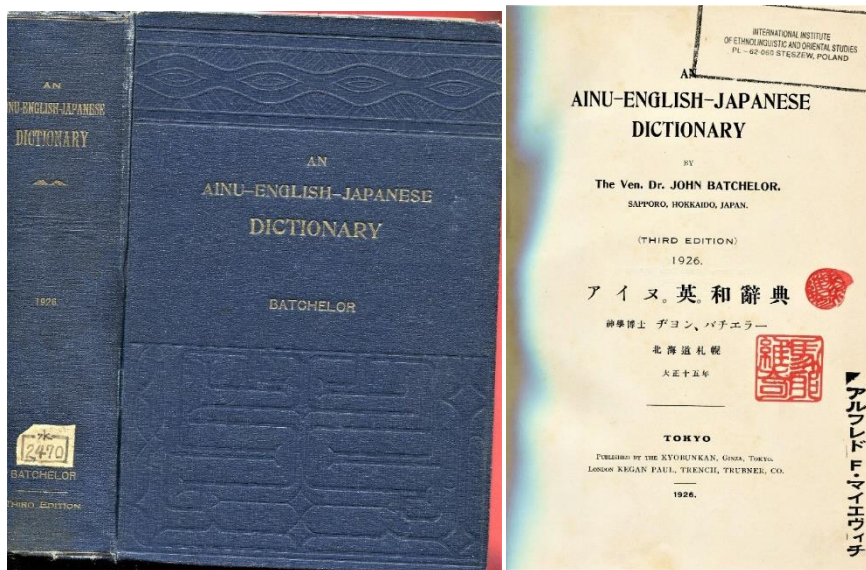 AN
NU-ENGLISH-JAPANESE
DICTIONARY
1926
2470
BATCHELOR
THIRD EDITION
AN
AINU-ENGLISH-JAPANESE
DICTIONARY
BATCHELOR
INTERNATIONAL INSTITUTE
OF ETHNOLINGUISTIC AND ORIENTAL STUDIES
PL - 62-060 STĘSZEW, POLAND
AN
AINU-ENGLISH-JAPANESE
DICTIONARY
BY
The Ven. Dr. JOHN BATCHELOR.
SAPPORO, HOKKAIDO, JAPAN.
(THIRD EDITION)
1926.
アイヌ。英。和辭典
神學博士 ヂヨン、バチエラー
北海道札幌
大正十五年
TOKYO
PUBLISHED BY THE KYOBUNKAN, GINZA, TOKYO.
LONDON KEGAN PAUL, TRENCH, TRUBNER, CO.
1926.
アルフレド F・マイエヴィチ